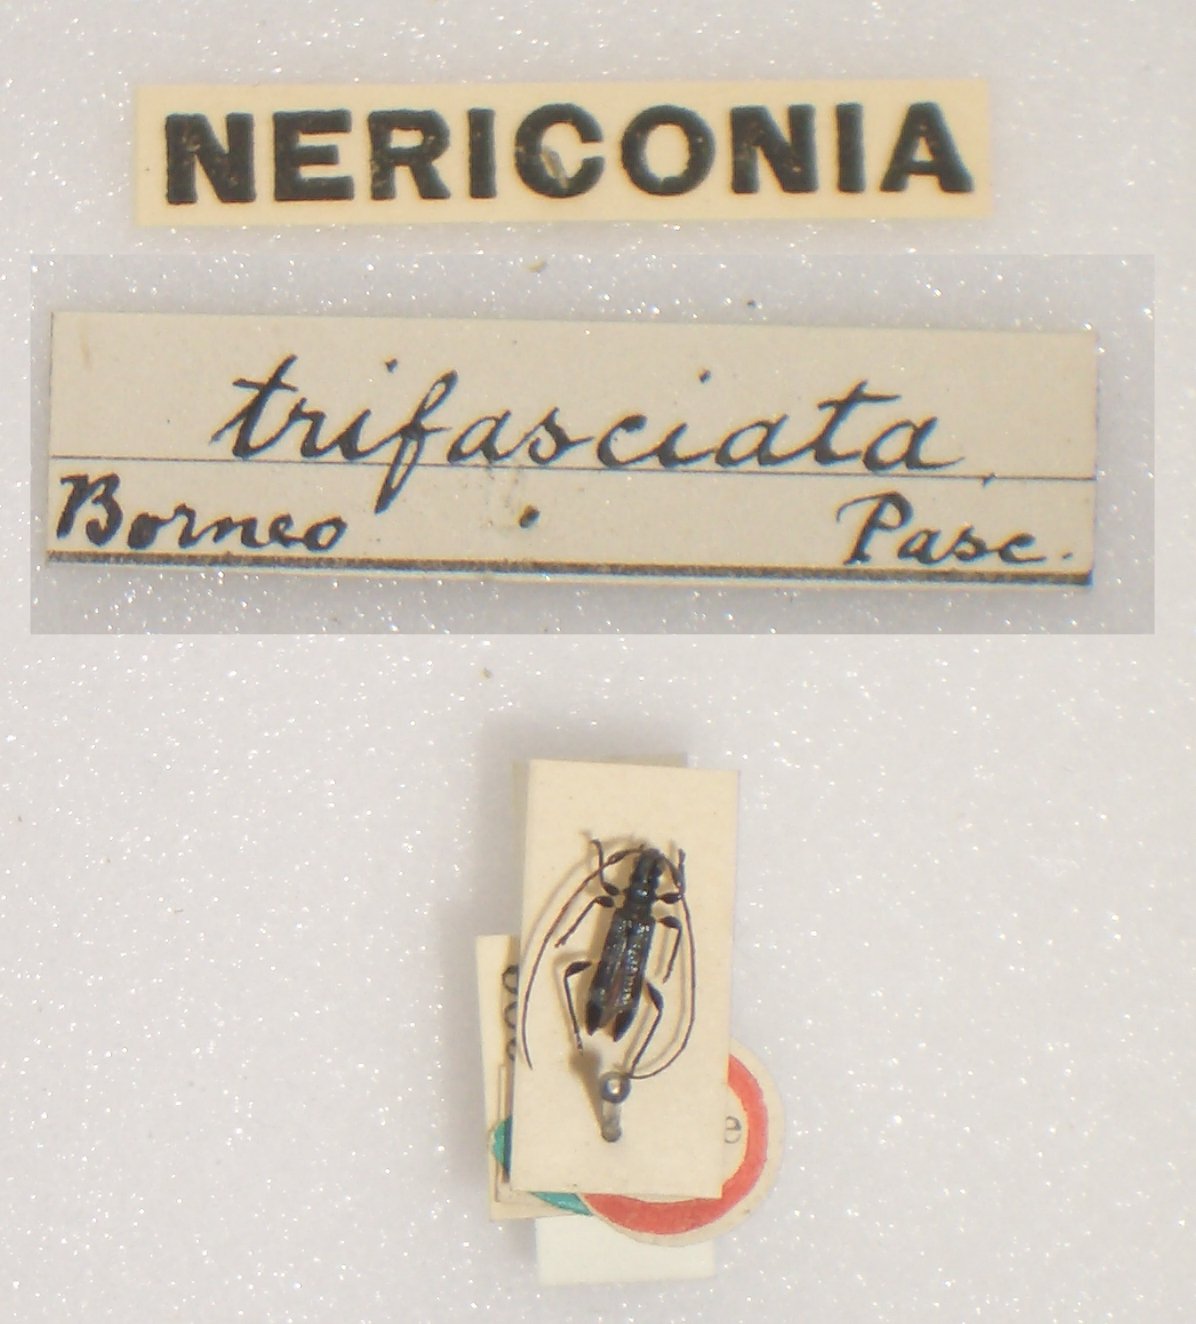 NERICONIA
trifasciata.
Borneo Pasc.
e